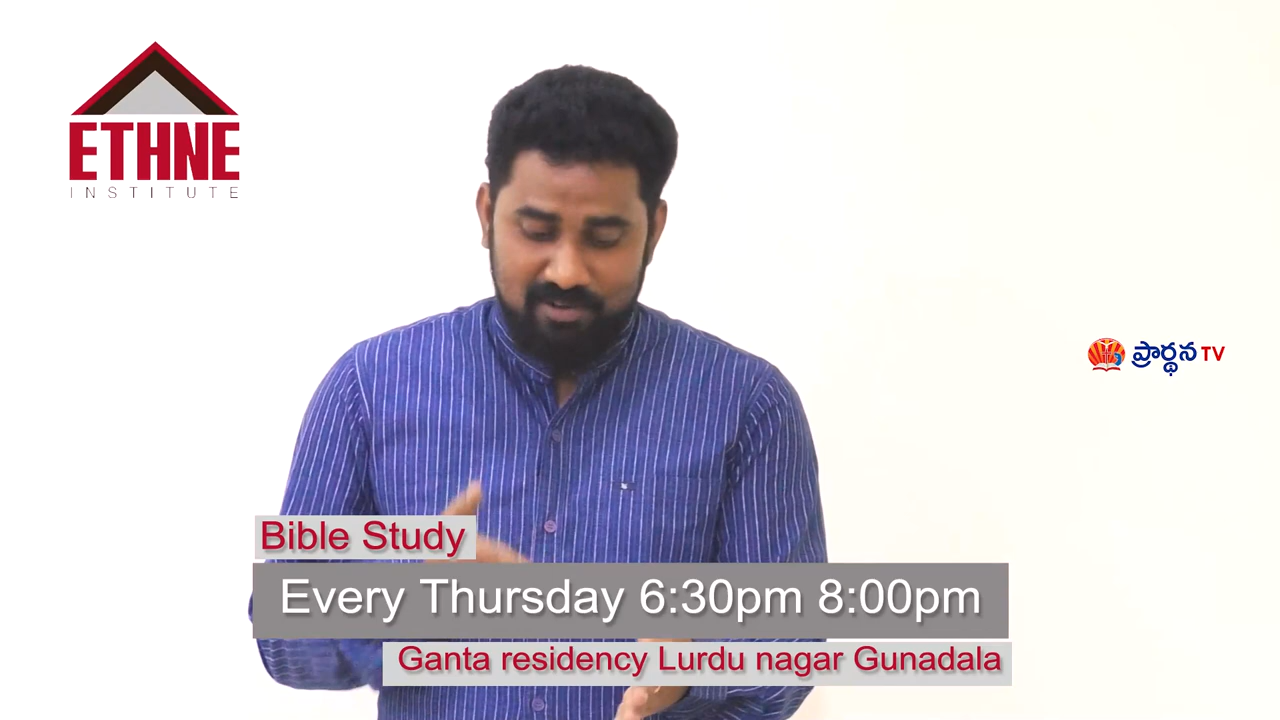 ETHNE
INSTITUTE
ప్రార్థన TV
Bible Study
Every Thursday 6:30pm 8:00pm
Ganta residency Lurdu nagar Gunadala